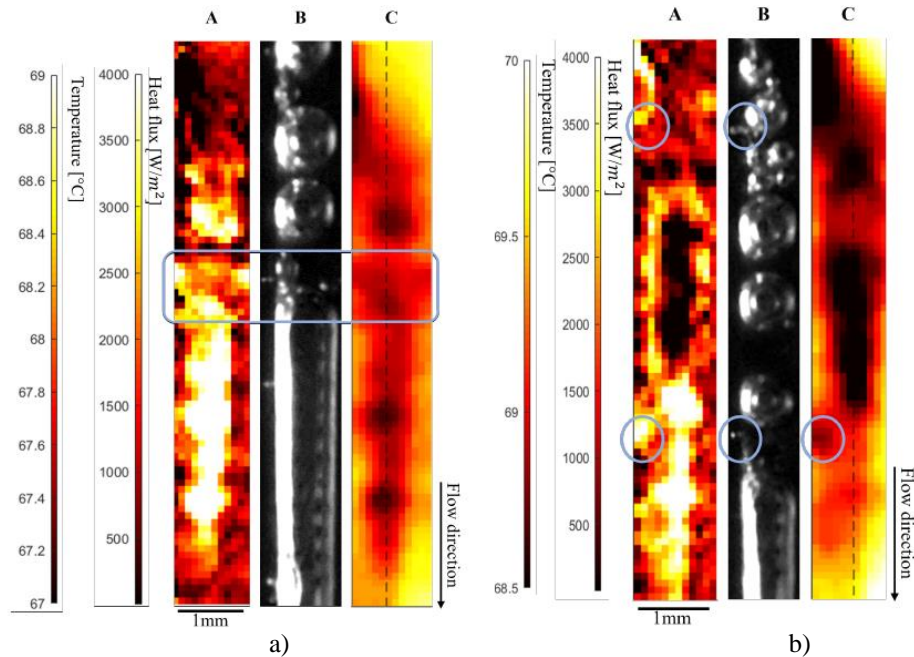 A B C
69
68.8
68.6
68.4
68.2
68
67.8
67.6
67.4
67.2
67
Temperature [°C]
4000
3500
3000
2500
2000
1500
1000
500
Heat flux [W/m²]
Flow direction
1mm
a)
A B C
70
69.5
69
68.5
Temperature [°C]
4000
3500
3000
2500
2000
1500
1000
500
Heat flux [W/m²]
Flow direction
1mm
b)